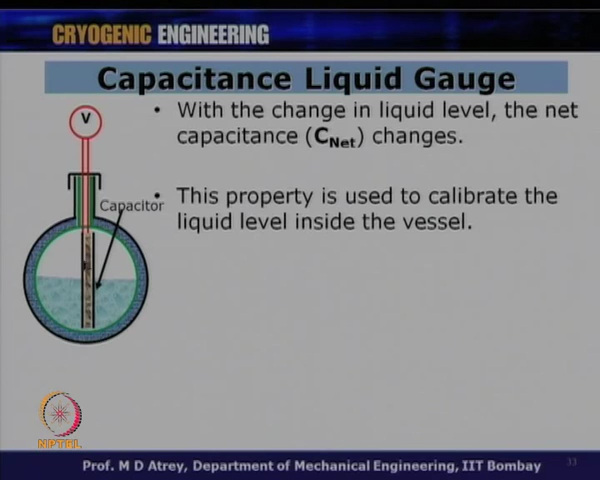 CRYOGENIC ENGINEERING
Capacitance Liquid Gauge
V
• With the change in liquid level, the net
capacitance (CNet) changes.
Capacitor
• This property is used to calibrate the
liquid level inside the vessel.
NPTEL
Prof. M D Atrey, Department of Mechanical Engineering, IIT Bombay
33